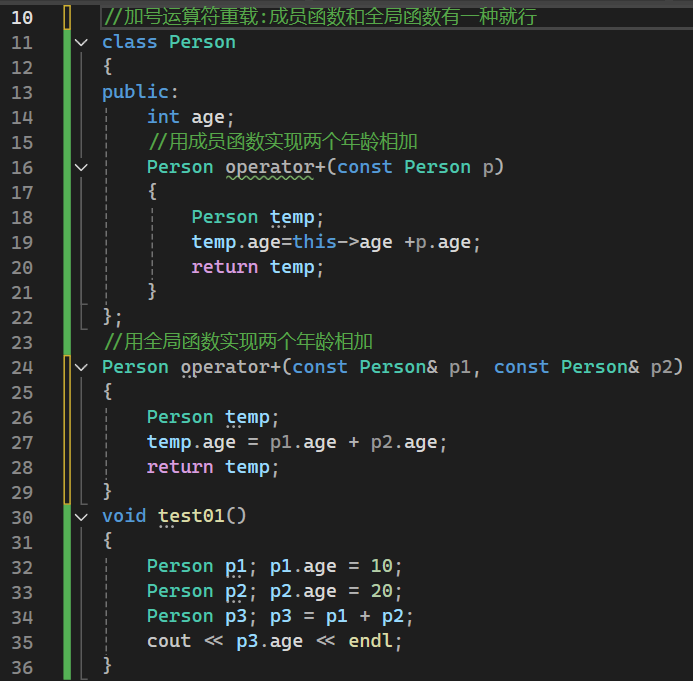 10 //加号运算符重载:成员函数和全局函数有一种就行
11 class Person
12 {
13 public:
14     int age;
15     //用成员函数实现两个年龄相加
16     Person operator+(const Person p)
17     {
18         Person temp;
19         temp.age=this->age +p.age;
20         return temp;
21     }
22 };
23 //用全局函数实现两个年龄相加
24 Person operator+(const Person& p1, const Person& p2)
25 {
26     Person temp;
27     temp.age = p1.age + p2.age;
28     return temp;
29 }
30 void test01()
31 {
32     Person p1; p1.age = 10;
33     Person p2; p2.age = 20;
34     Person p3; p3 = p1 + p2;
35     cout << p3.age << endl;
36 }